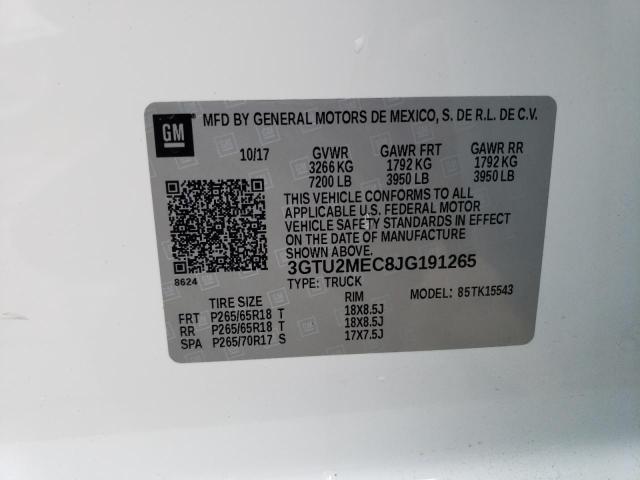 GM
MFD BY GENERAL MOTORS DE MEXICO, S. DE R.L. DE C.V.
10/17 GVWR GAWR FRT GAWR RR
3266 KG 1792 KG 1792 KG
7200 LB 3950 LB 3950 LB
THIS VEHICLE CONFORMS TO ALL
APPLICABLE U.S. FEDERAL MOTOR
VEHICLE SAFETY STANDARDS IN EFFECT
ON THE DATE OF MANUFACTURE
SHOWN ABOVE.
8624
3GTU2MEC8JG191265
TYPE: TRUCK
MODEL: 85TK15543
TIRE SIZE RIM
FRT P265/65R18 T 18X8.5J
RR P265/65R18 T 18X8.5J
SPA P265/70R17 S 17X7.5J